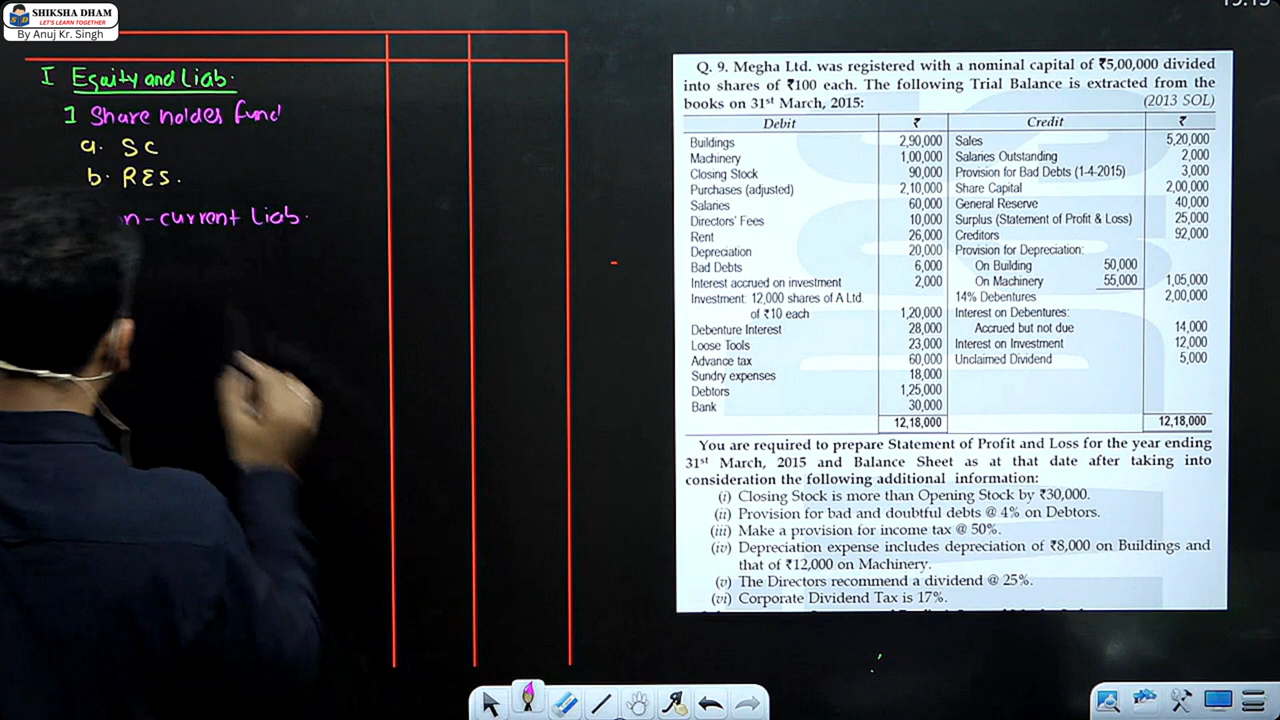 SHIKSHA DHAM
LET'S LEARN TOGETHER
By Anuj Kr. Singh
I Equity and Liab.
1 Share holdes fund
a. SC
b. R&S.
n-current Liab.
Q. 9. Megha Ltd. was registered with a nominal capital of ₹5,00,000 divided
into shares of ₹100 each. The following Trial Balance is extracted from the
books on 31st March, 2015: (2013 SOL)
Debit ₹ Credit ₹
Buildings 2,90,000 Sales 5,20,000
Machinery 1,00,000 Salaries Outstanding 2,000
Closing Stock 90,000 Provision for Bad Debts (1-4-2015) 3,000
Purchases (adjusted) 2,10,000 Share Capital 2,00,000
Salaries 60,000 General Reserve 40,000
Directors' Fees 10,000 Surplus (Statement of Profit & Loss) 25,000
Rent 26,000 Creditors 92,000
Depreciation 20,000 Provision for Depreciation:
Bad Debts 6,000 On Building 50,000
Interest accrued on investment 2,000 On Machinery 55,000 1,05,000
Investment: 12,000 shares of A Ltd. 14% Debentures 2,00,000
of ₹10 each 1,20,000 Interest on Debentures:
Debenture Interest 28,000 Accrued but not due 14,000
Loose Tools 23,000 Interest on Investment 12,000
Advance tax 60,000 Unclaimed Dividend 5,000
Sundry expenses 18,000
Debtors 1,25,000
Bank 30,000
12,18,000 12,18,000
You are required to prepare Statement of Profit and Loss for the year ending
31st March, 2015 and Balance Sheet as at that date after taking into
consideration the following additional information:
(i) Closing Stock is more than Opening Stock by ₹30,000.
(ii) Provision for bad and doubtful debts @ 4% on Debtors.
(iii) Make a provision for income tax @ 50%.
(iv) Depreciation expense includes depreciation of ₹8,000 on Buildings and
that of ₹12,000 on Machinery.
(v) The Directors recommend a dividend @ 25%.
(vi) Corporate Dividend Tax is 17%.